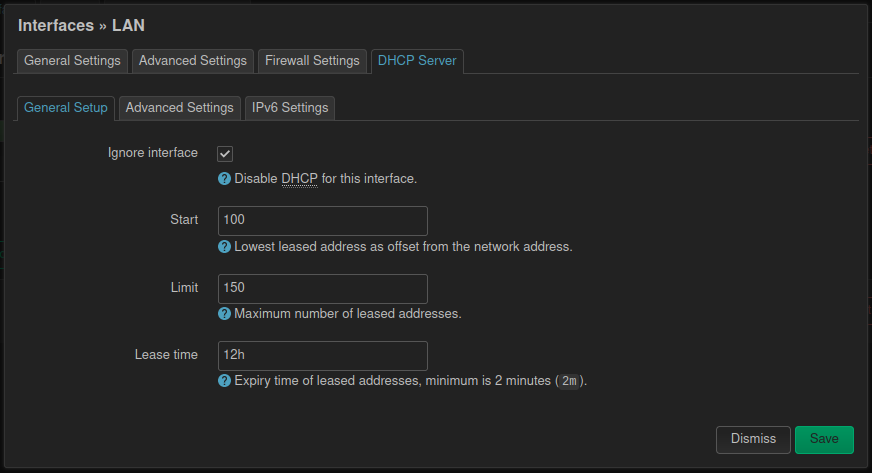 Interfaces » LAN
General Settings Advanced Settings Firewall Settings DHCP Server
General Setup Advanced Settings IPv6 Settings
Ignore interface
Disable DHCP for this interface.
Start 100
Lowest leased address as offset from the network address.
Limit 150
Maximum number of leased addresses.
Lease time 12h
Expiry time of leased addresses, minimum is 2 minutes (2m).
Dismiss Save